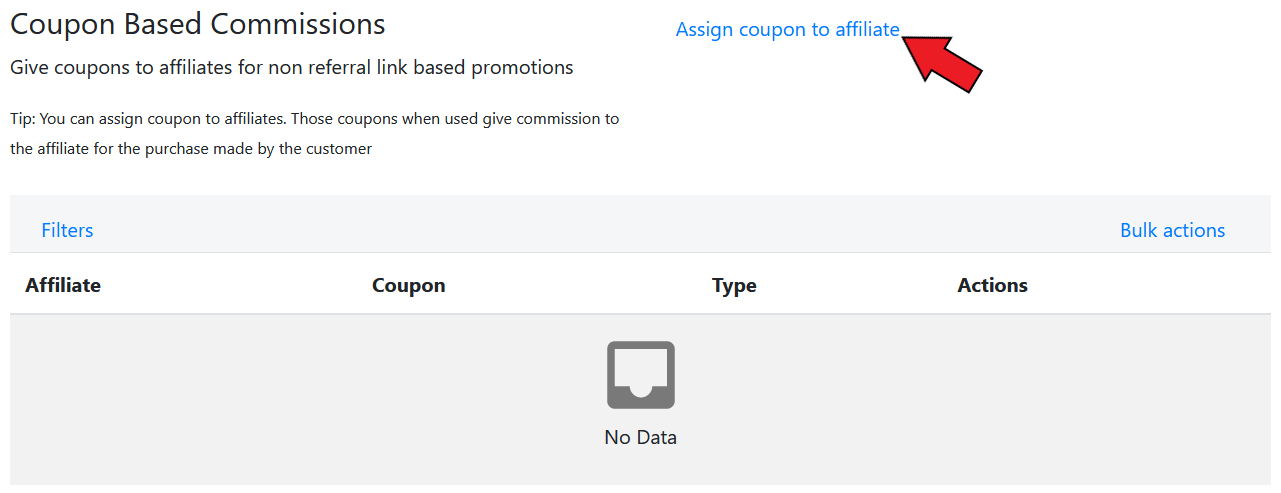 Coupon Based Commissions
Assign coupon to affiliate
Give coupons to affiliates for non referral link based promotions
Tip: You can assign coupon to affiliates. Those coupons when used give commission to
the affiliate for the purchase made by the customer
Filters
Bulk actions
Affiliate Coupon Type Actions
No Data